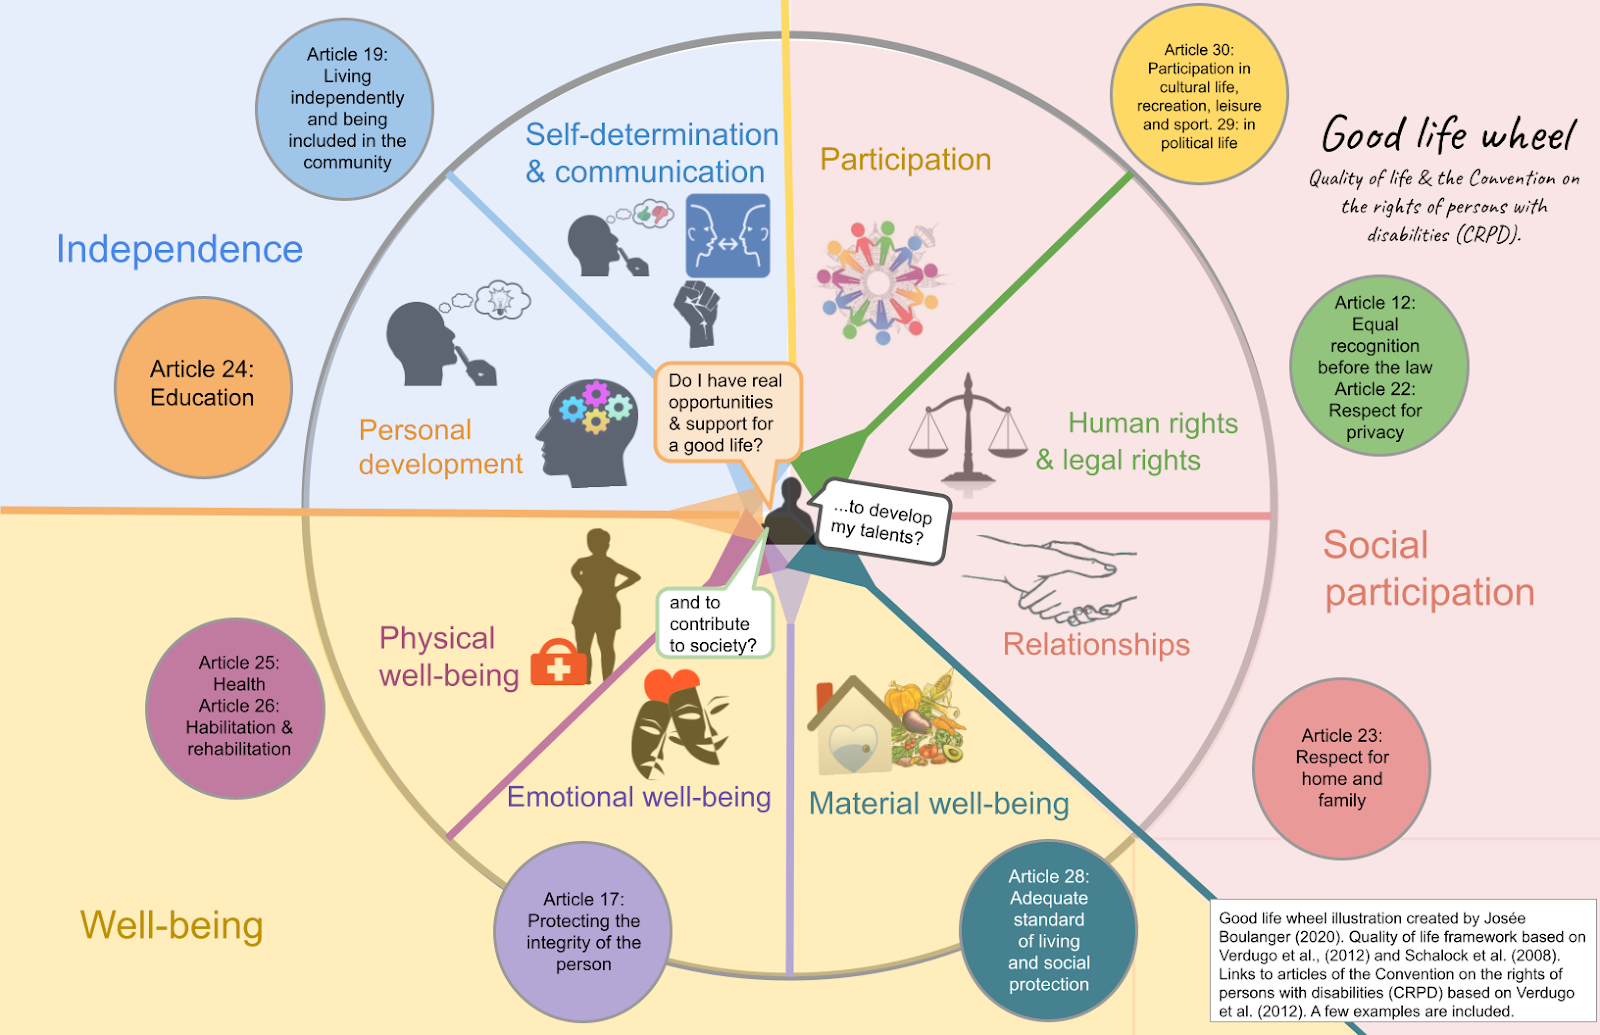 Good life wheel
Quality of life & the Convention on
the rights of persons with
disabilities (CRPD).
Independence
Article 19:
Living
independently
and being
included in the
community
Article 24:
Education
Self-determination
& communication
Personal
development
Participation
Article 30:
Participation in
cultural life,
recreation, leisure
and sport. 29: in
political life
Human rights
& legal rights
Article 12:
Equal
recognition
before the law
Article 22:
Respect for
privacy
Do I have real
opportunities
& support for
a good life?
...to develop
my talents?
and to
contribute
to society?
Social
participation
Relationships
Article 23:
Respect for
home and
family
Physical
well-being
Article 25:
Health
Article 26:
Habilitation &
rehabilitation
Emotional well-being
Material well-being
Well-being
Article 17:
Protecting the
integrity of the
person
Article 28:
Adequate
standard
of living
and social
protection
Good life wheel illustration created by Josée
Boulanger (2020). Quality of life framework based on
Verdugo et al., (2012) and Schalock et al. (2008).
Links to articles of the Convention on the rights of
persons with disabilities (CRPD) based on Verdugo
et al. (2012). A few examples are included.